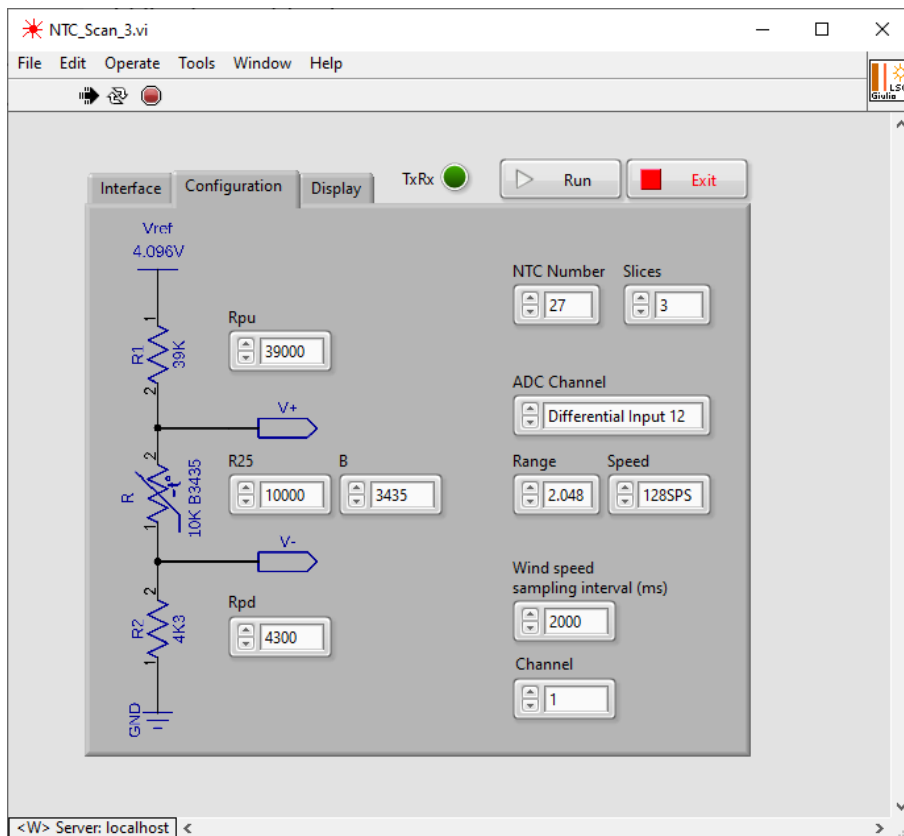 NTC_Scan_3.vi
File Edit Operate Tools Window Help
LSC
Giulio
Interface Configuration Display TxRx Run Exit
Vref
4.096V
NTC Number Slices
27 3
1
R1
39K
2
Rpu
39000
V+
ADC Channel
Differential Input 12
2
R
-t°
10K B3435
1
R25 B
10000 3435
Range Speed
2.048 128SPS
V-
Wind speed
sampling interval (ms)
2000
2
R2
4K3
1
Rpd
4300
Channel
1
GND
<W> Server: localhost